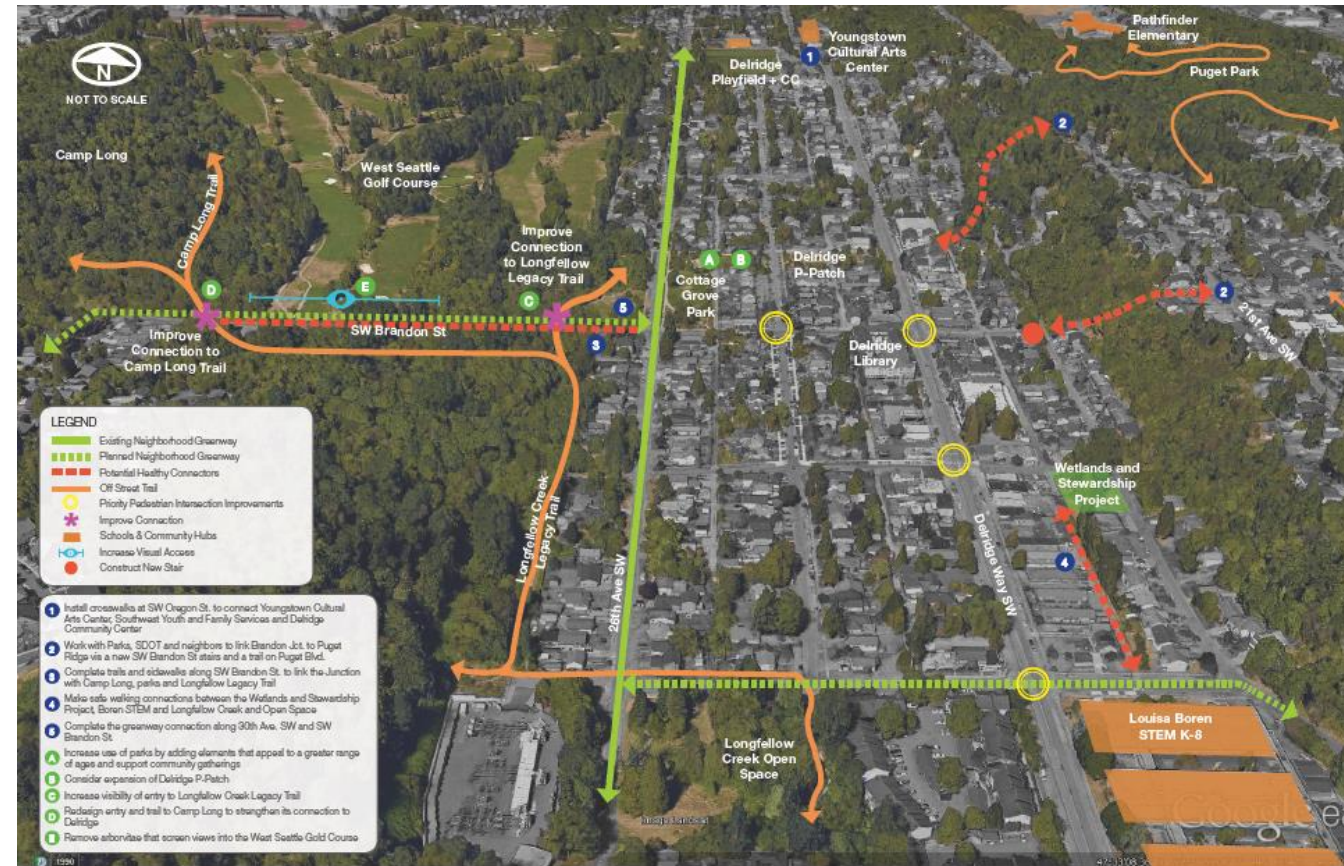 N
NOT TO SCALE
Camp Long
Camp Long Trail
West Seattle
Golf Course
Delridge
Playfield + CC
1
Youngstown
Cultural Arts
Center
Pathfinder
Elementary
Puget Park
2
Improve
Connection
to Longfellow
Legacy Trail
D
E
C
5
3
A
B
Cottage
Grove
Park
Delridge
P-Patch
2
21st Ave SW
SW Brandon St
Improve
Connection to
Camp Long Trail
Delridge
Library
LEGEND
Existing Neighborhood Greenway
Planned Neighborhood Greenway
Potential Healthy Connectors
Off Street Trail
Priority Pedestrian Intersection Improvements
Improve Connection
Schools & Community Hubs
Increase Visual Access
Construct New Stair
Longfellow Creek
Legacy Trail
26th Ave SW
Delridge Way SW
Wetlands and
Stewardship
Project
4
1 Install crosswalks at SW Oregon St. to connect Youngstown Cultural
Arts Center, Southwest Youth and Family Services and Delridge
Community Center
2 Work with Parks, SDOT and neighbors to link Brandon Jct. to Puget
Ridge via a new SW Brandon St stairs and a trail on Puget Blvd.
3 Complete trails and sidewalks along SW Brandon St. to link the Junction
with Camp Long, parks and Longfellow Legacy Trail
4 Make safe walking connections between the Wetlands and Stewardship
Project, Boren STEM and Longfellow Creek and Open Space
5 Complete the greenway connection along 30th Ave. SW and SW
Brandon St.
A Increase use of parks by adding elements that appeal to a greater range
of ages and support community gatherings
B Consider expansion of Delridge P-Patch
C Increase visibility of entry to Longfellow Creek Legacy Trail
D Redesign entry and trail to Camp Long to strengthen its connection to
Delridge
E Remove arborvitae that screen views into the West Seattle Gold Course
Longfellow
Creek Open
Space
Louisa Boren
STEM K-8
1990